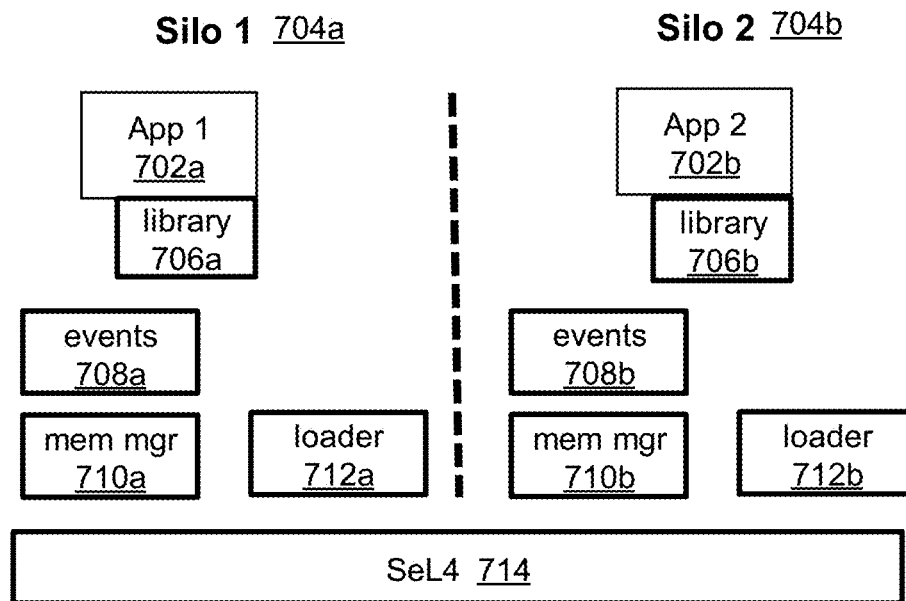 Silo 1 704a
Silo 2 704b
App 1
702a
App 2
702b
library
706a
library
706b
events
708a
events
708b
mem mgr
710a
loader
712a
mem mgr
710b
loader
712b
SeL4 714